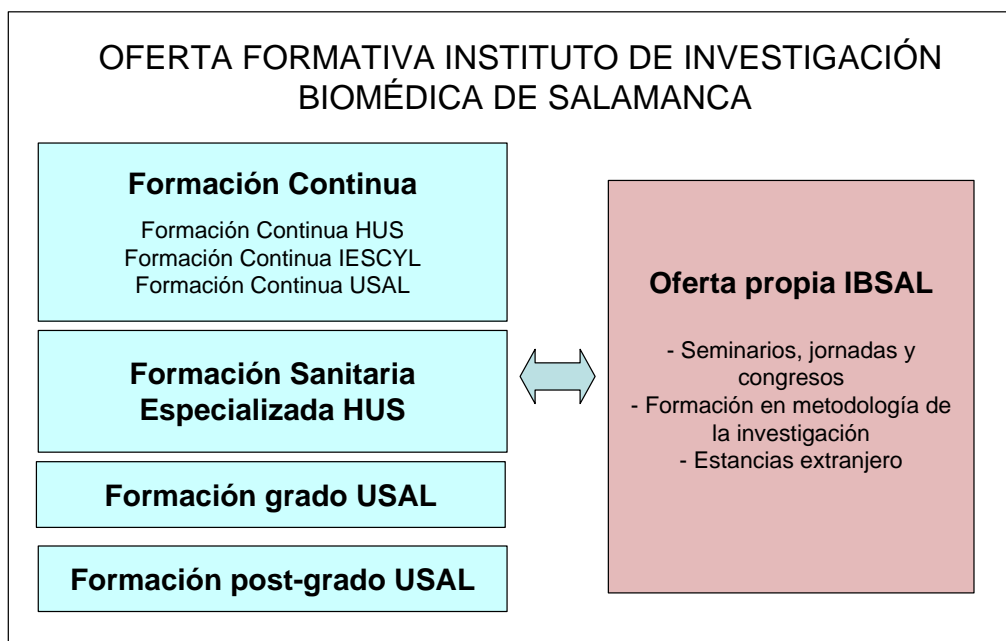 OFERTA FORMATIVA INSTITUTO DE INVESTIGACIÓN
BIOMÉDICA DE SALAMANCA
Formación Continua
Formación Continua HUS
Formación Continua IESCYL
Formación Continua USAL
Formación Sanitaria
Especializada HUS
Formación grado USAL
Formación post-grado USAL
Oferta propia IBSAL
- Seminarios, jornadas y
congresos
- Formación en metodología de
la investigación
- Estancias extranjero